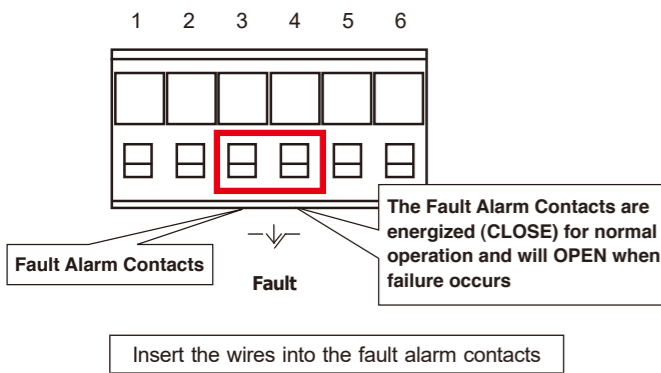 1 2 3 4 5 6
Fault Alarm Contacts
Fault
The Fault Alarm Contacts are
energized (CLOSE) for normal
operation and will OPEN when
failure occurs
Insert the wires into the fault alarm contacts